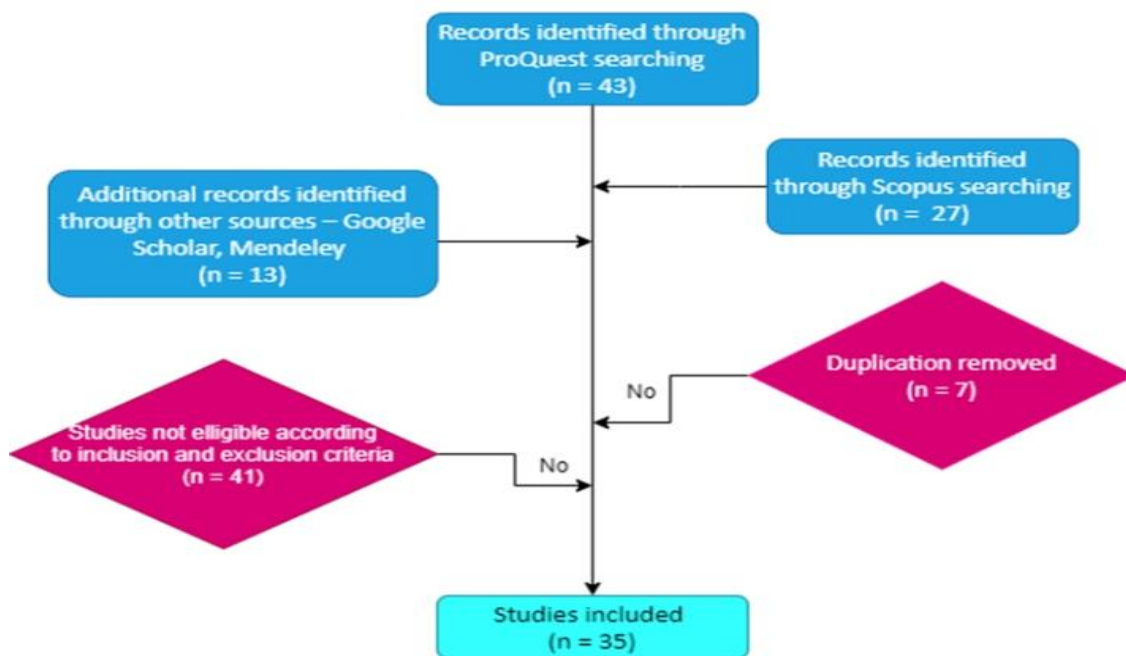 Records identified through
ProQuest searching
(n = 43)
Records identified
through Scopus searching
(n = 27)
Additional records identified
through other sources – Google
Scholar, Mendeley
(n = 13)
Duplication removed
(n = 7)
No
Studies not elligible according
to inclusion and exclusion criteria
(n = 41)
No
Studies included
(n = 35)